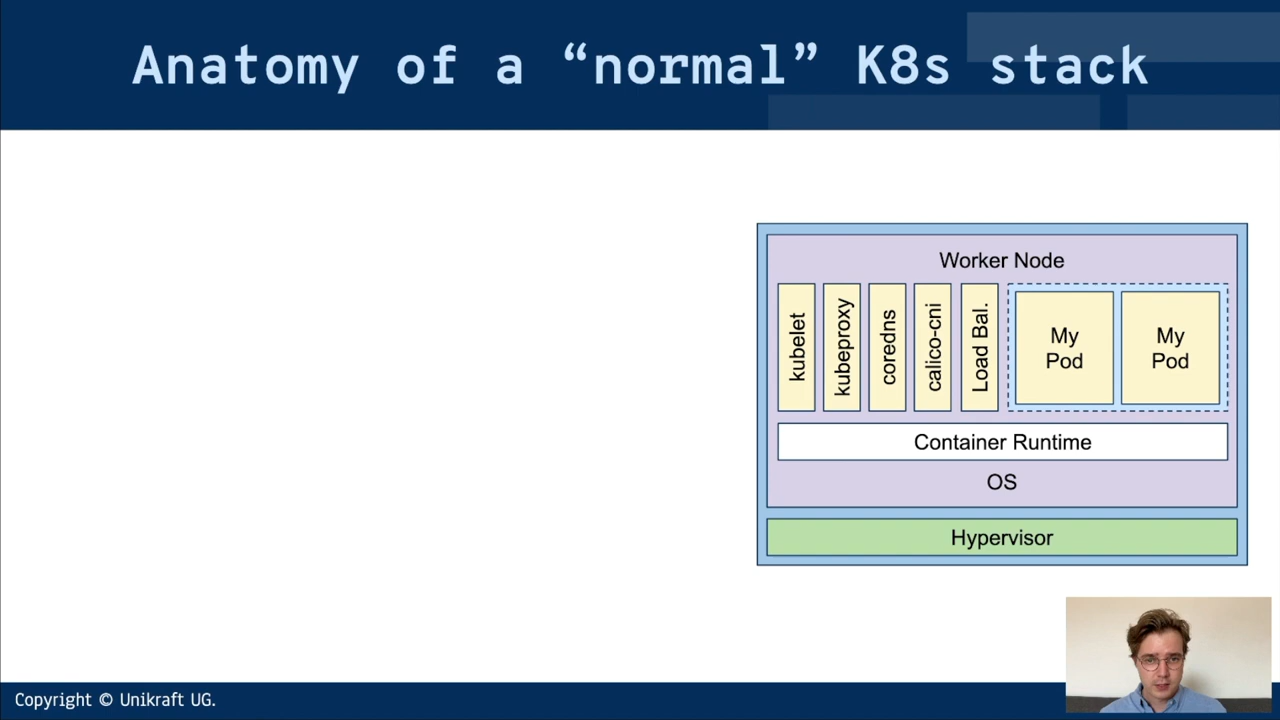 Anatomy of a “normal” K8s stack
Worker Node
kubelet
kubeproxy
coredns
calico-cni
Load Bal.
My
Pod
My
Pod
Container Runtime
OS
Hypervisor
Copyright © Unikraft UG.